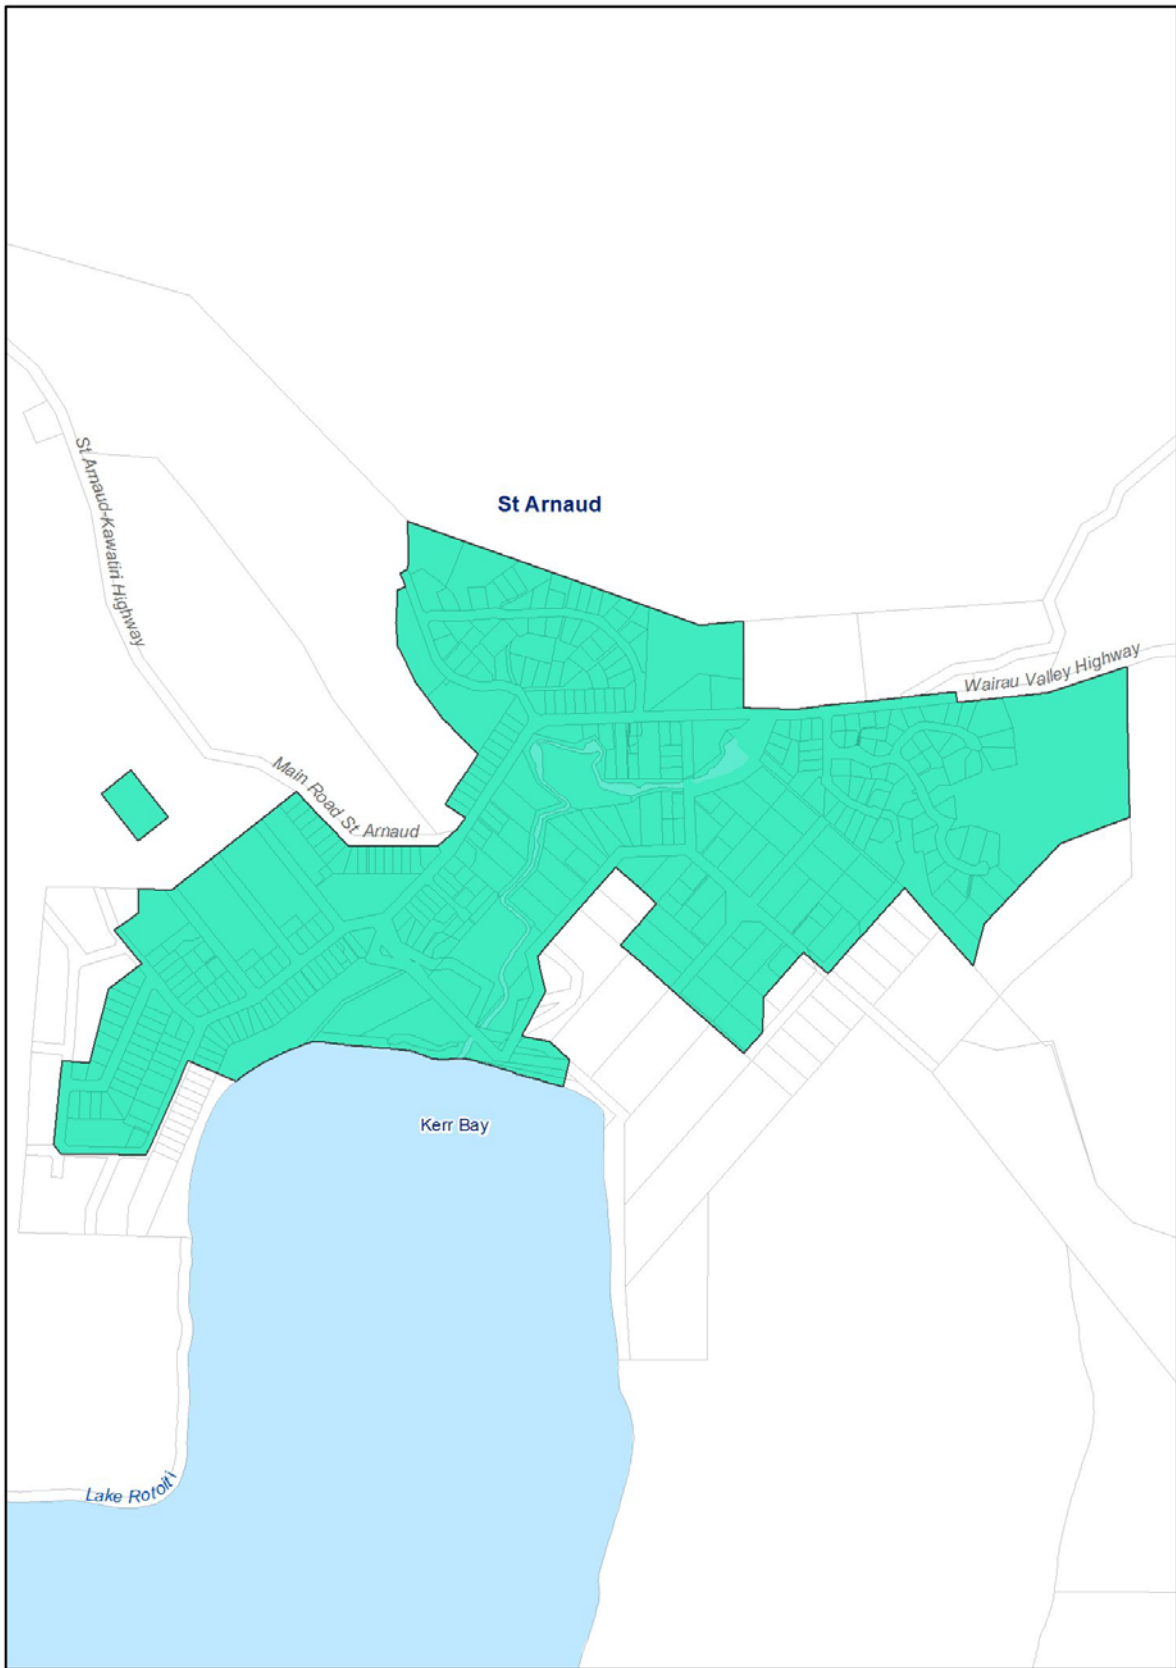 St Arnaud-Kawatiri Highway
St Arnaud
Wairau Valley Highway
Main Road St Arnaud
Kerr Bay
Lake Rotoiti